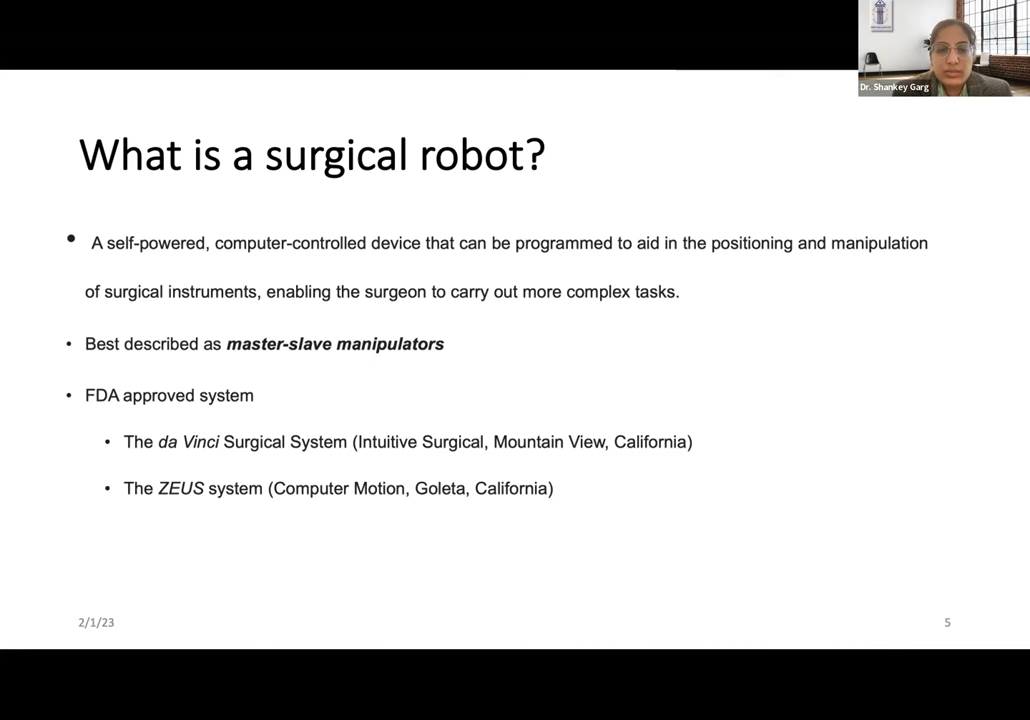 Dr. Shankey Garg
What is a surgical robot?
• A self-powered, computer-controlled device that can be programmed to aid in the positioning and manipulation
of surgical instruments, enabling the surgeon to carry out more complex tasks.
• Best described as master-slave manipulators
• FDA approved system
• The da Vinci Surgical System (Intuitive Surgical, Mountain View, California)
• The ZEUS system (Computer Motion, Goleta, California)
2/1/23
5